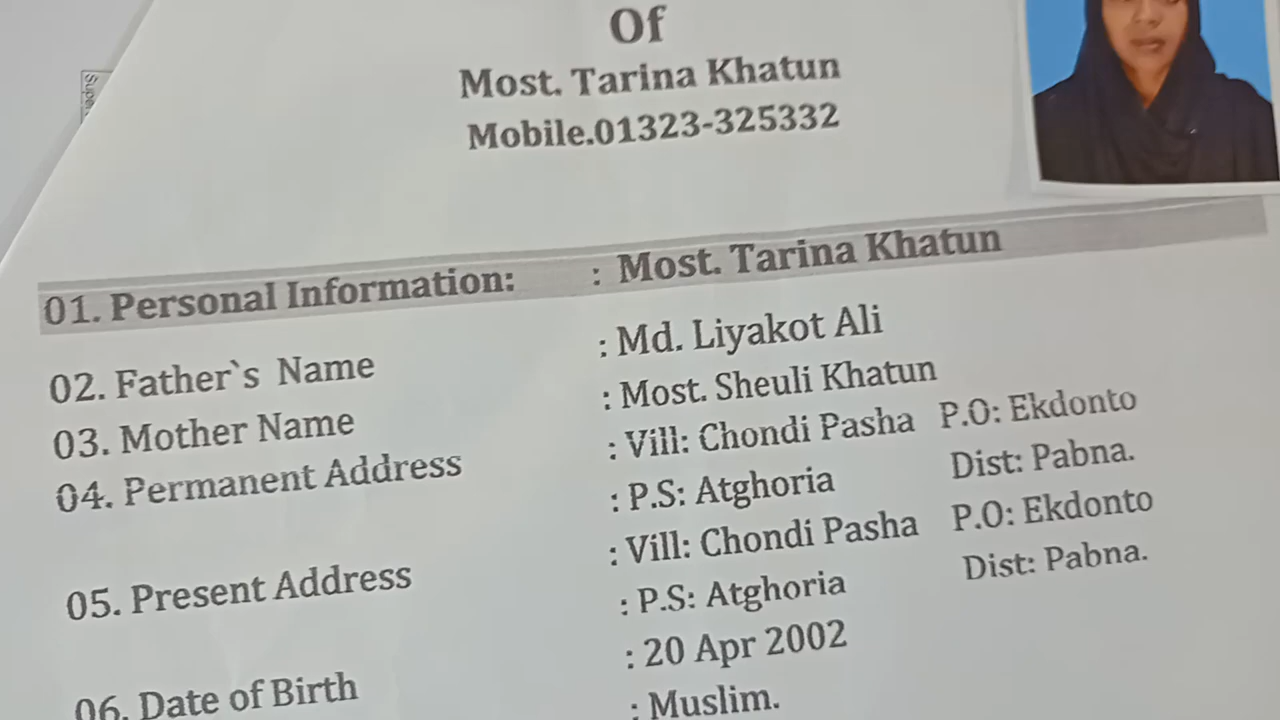 Of
Most. Tarina Khatun
Mobile.01323-325332
01. Personal Information: : Most. Tarina Khatun
02. Father`s Name : Md. Liyakot Ali
03. Mother Name : Most. Sheuli Khatun
04. Permanent Address : Vill: Chondi Pasha P.O: Ekdonto
: P.S: Atghoria Dist: Pabna.
05. Present Address : Vill: Chondi Pasha P.O: Ekdonto
: P.S: Atghoria Dist: Pabna.
06. Date of Birth : 20 Apr 2002
: Muslim.